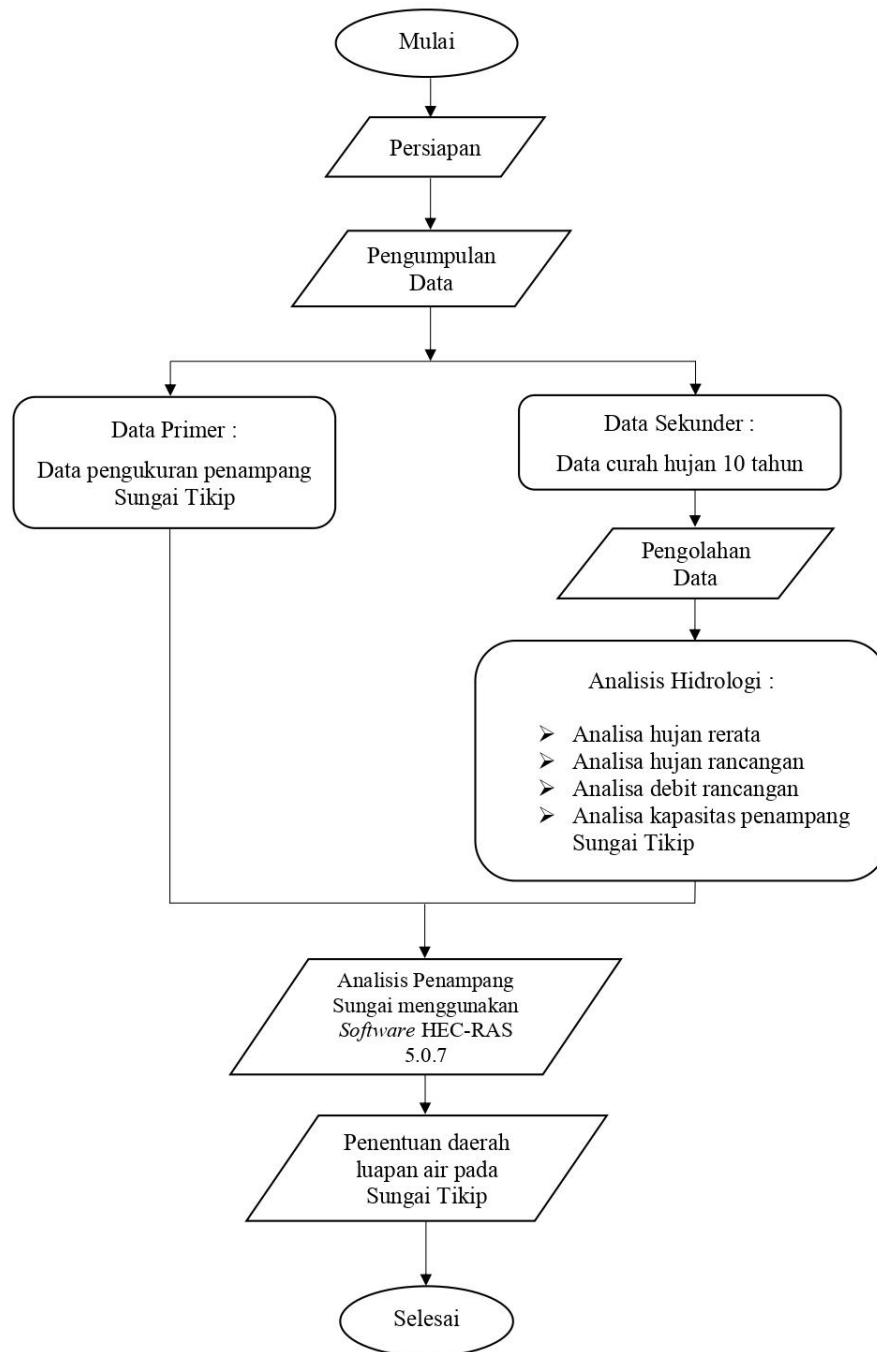 Mulai
Persiapan
Pengumpulan
Data
Data Primer :
Data pengukuran penampang
Sungai Tikip
Data Sekunder :
Data curah hujan 10 tahun
Pengolahan
Data
Analisis Hidrologi :
➢ Analisa hujan rerata
➢ Analisa hujan rancangan
➢ Analisa debit rancangan
➢ Analisa kapasitas penampang
Sungai Tikip
Analisis Penampang
Sungai menggunakan
Software HEC-RAS
5.0.7
Penentuan daerah
luapan air pada
Sungai Tikip
Selesai